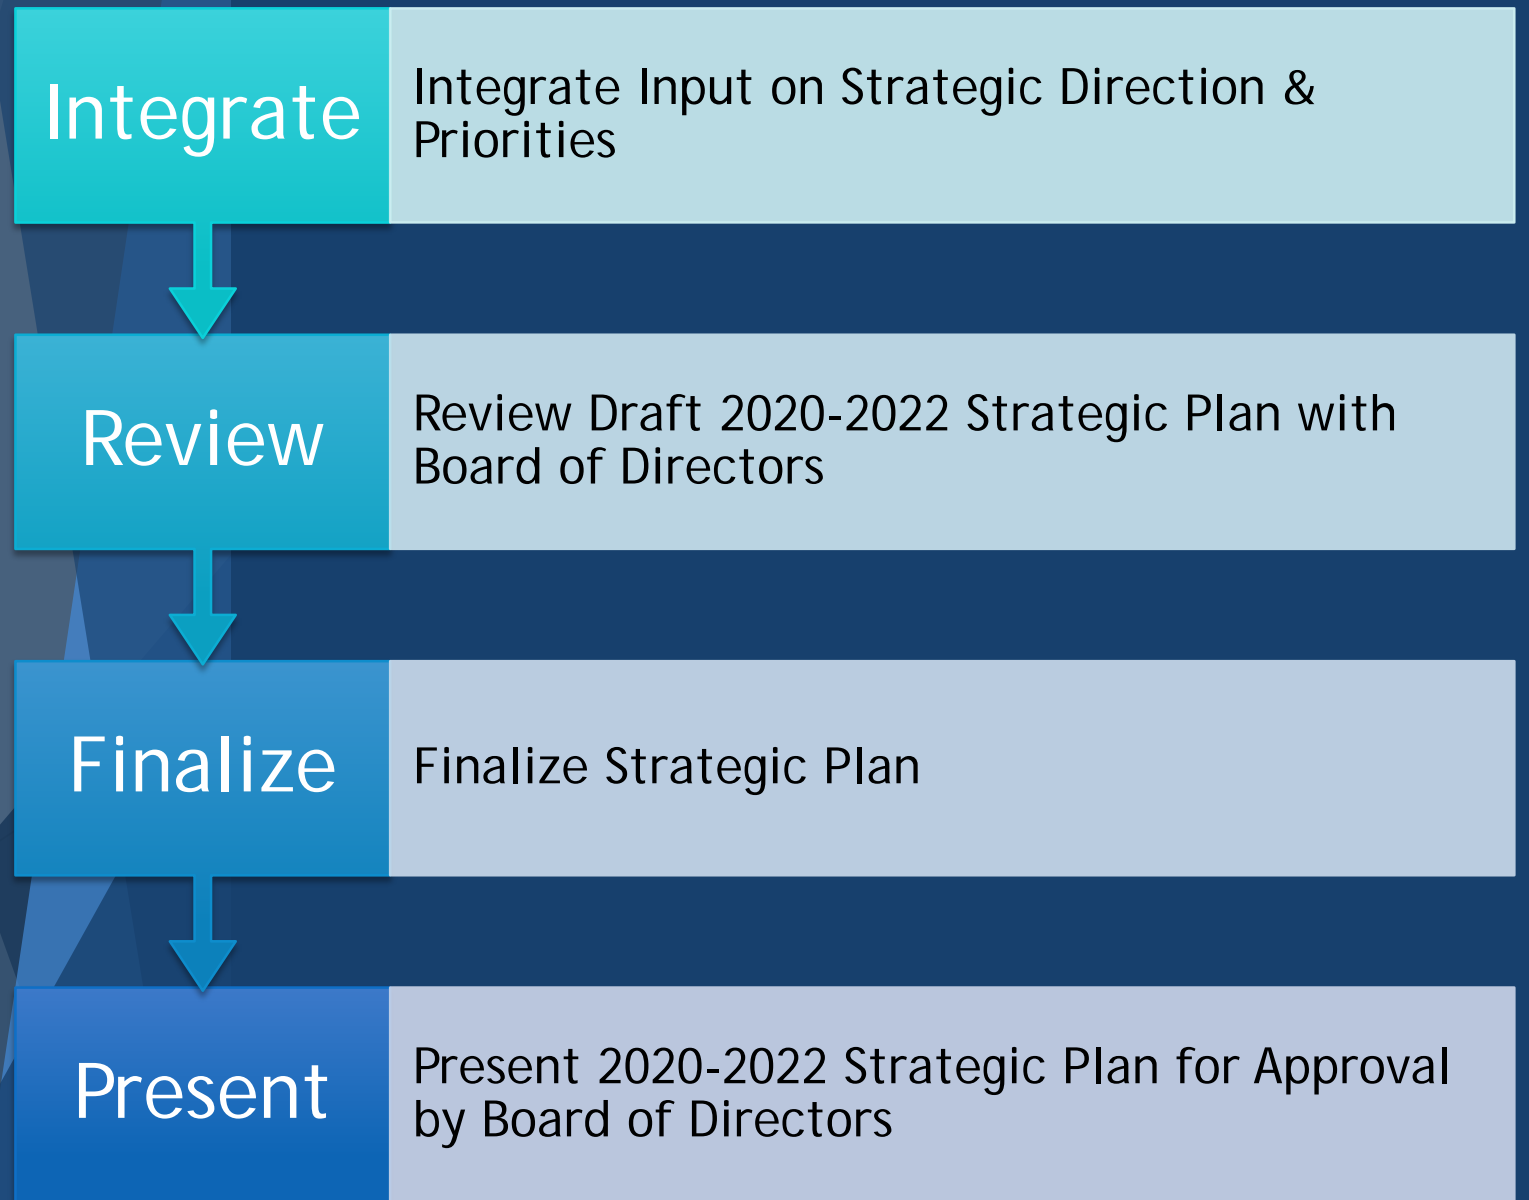 Integrate
Integrate Input on Strategic Direction &
Priorities
Review
Review Draft 2020-2022 Strategic Plan with
Board of Directors
Finalize
Finalize Strategic Plan
Present
Present 2020-2022 Strategic Plan for Approval
by Board of Directors